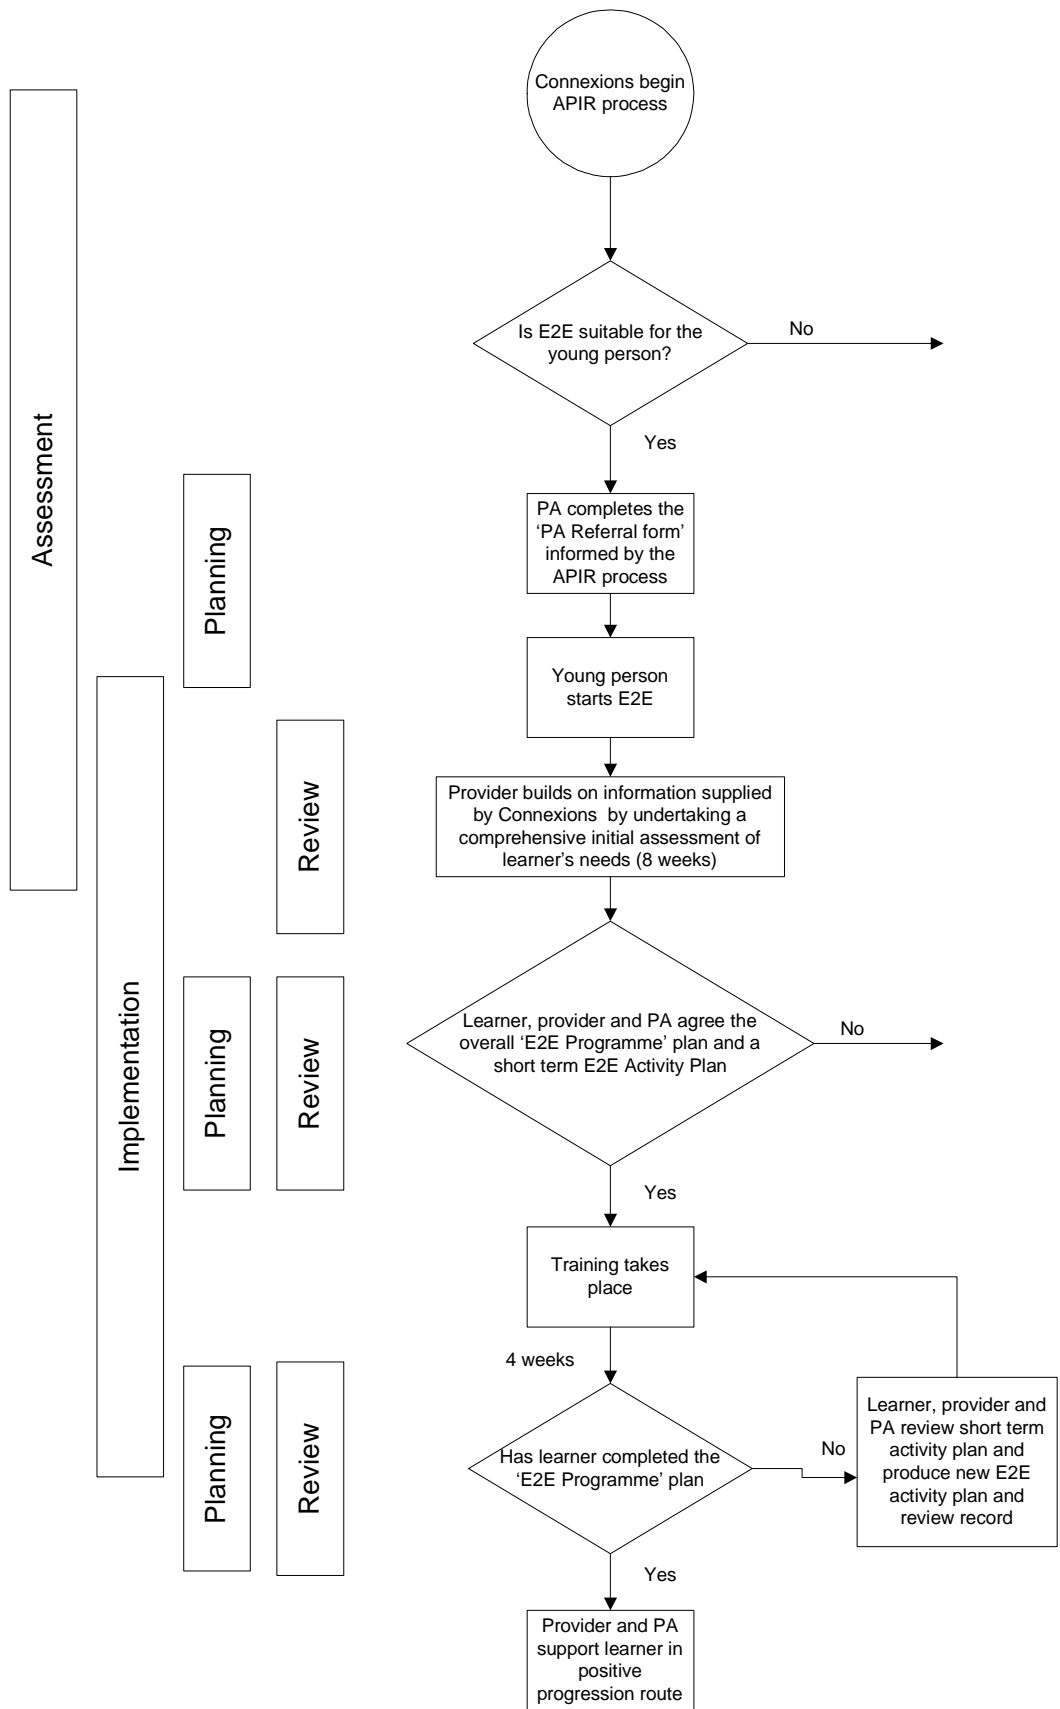 Connexions begin
APIR process
Is E2E suitable for the
young person?
No
Yes
PA completes the
‘PA Referral form’
informed by the
APIR process
Young person
starts E2E
Provider builds on information supplied
by Connexions by undertaking a
comprehensive initial assessment of
learner’s needs (8 weeks)
Learner, provider and PA agree the
overall ‘E2E Programme’ plan and a
short term E2E Activity Plan
No
Yes
Training takes
place
4 weeks
Has learner completed the
‘E2E Programme’ plan
No
Learner, provider and
PA review short term
activity plan and
produce new E2E
activity plan and
review record
Yes
Provider and PA
support learner in
positive
progression route
Assessment
Implementation
Planning
Review
Planning
Review
Planning
Review